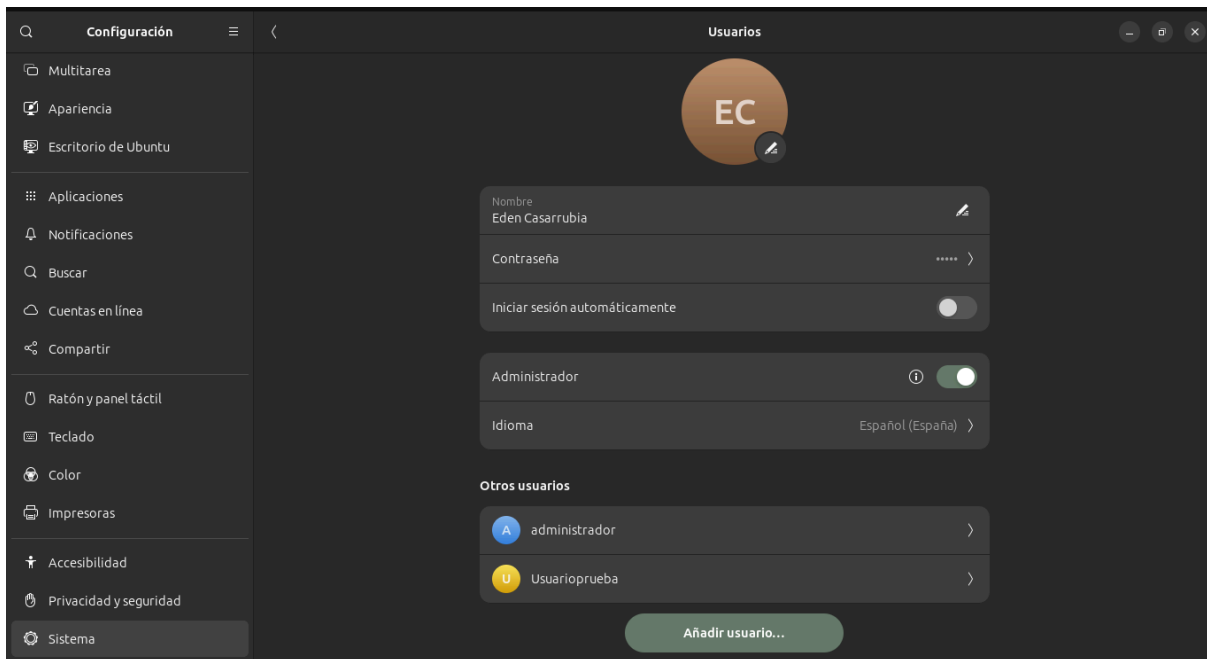 Configuración
Usuarios
Multitarea
Apariencia
Escritorio de Ubuntu
Aplicaciones
Notificaciones
Buscar
Cuentas en línea
Compartir
Ratón y panel táctil
Teclado
Color
Impresoras
Accesibilidad
Privacidad y seguridad
Sistema
EC
Nombre
Eden Casarrubia
Contraseña
Iniciar sesión automáticamente
Administrador
Idioma Español (España)
Otros usuarios
A administrador
U Usuarioprueba
Añadir usuario...